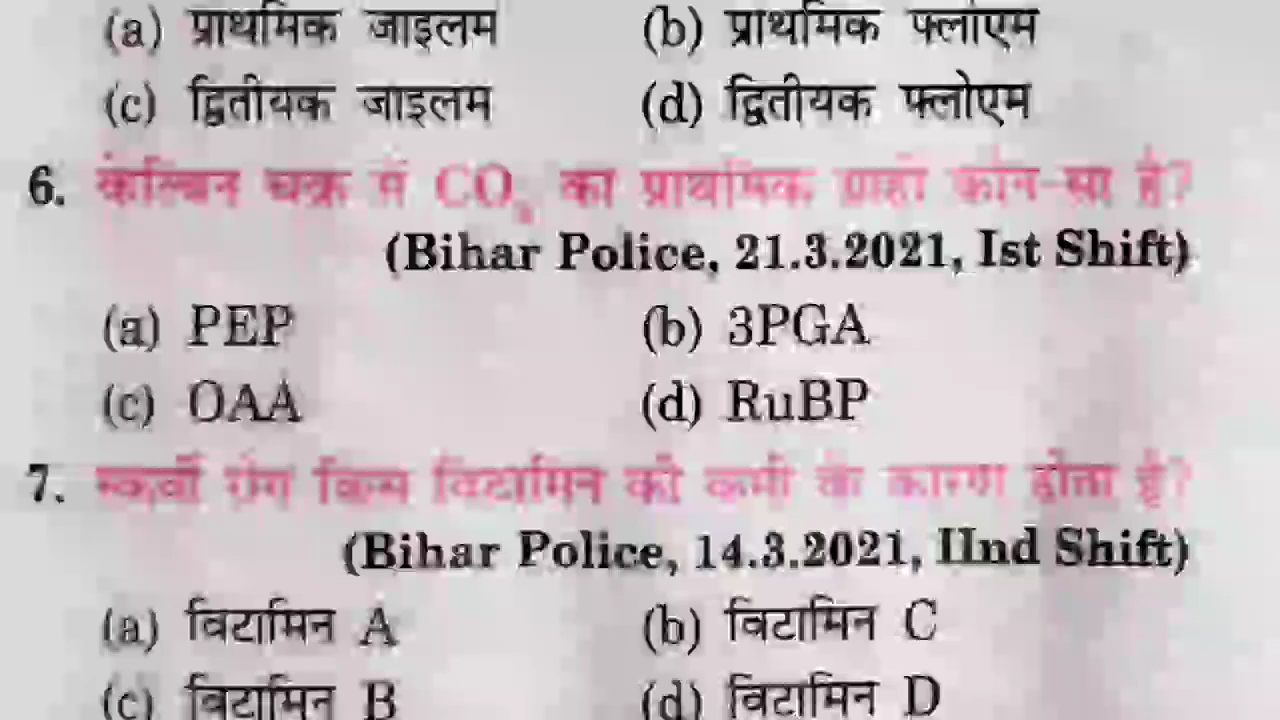 (a) प्राथमिक जाइलम (b) प्राथमिक फ्लोएम
(c) द्वितीयक जाइलम (d) द्वितीयक फ्लोएम
6. केल्विन चक्र में CO₂ का प्राथमिक ग्राही कौन-सा है?
(Bihar Police, 21.3.2021, Ist Shift)
(a) PEP (b) 3PGA
(c) OAA (d) RuBP
7. स्कर्वी रोग किस विटामिन की कमी के कारण होता है?
(Bihar Police, 14.3.2021, IInd Shift)
(a) विटामिन A (b) विटामिन C
(c) विटामिन B (d) विटामिन D